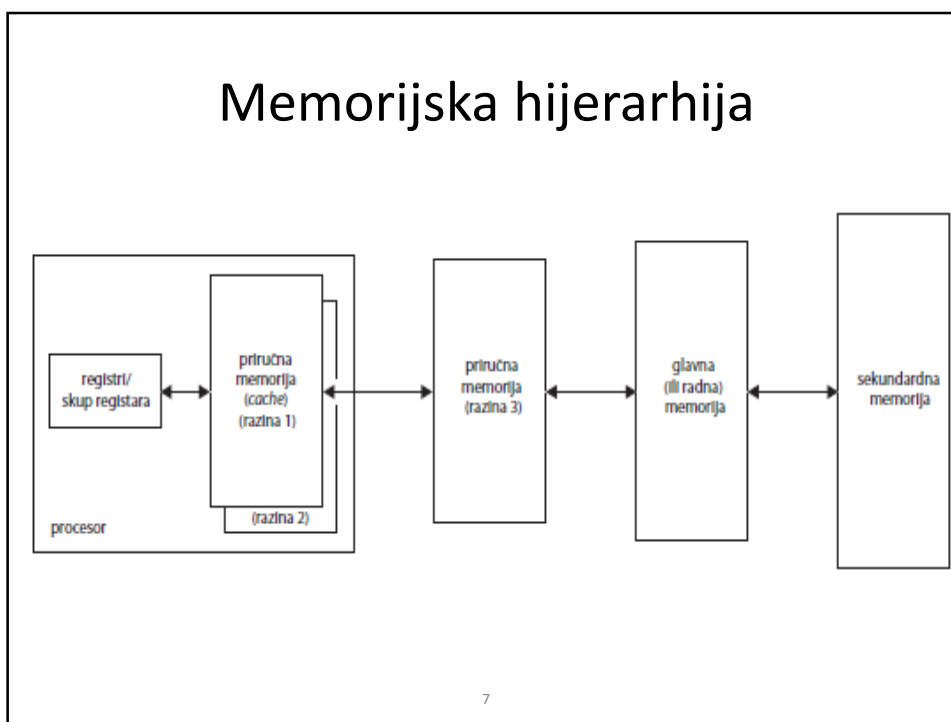 Memorijska hijerarhija
registri/
skup registara
procesor
priručna
memorija
(cache)
(razina 1)
(razina 2)
priručna
memorija
(razina 3)
glavna
(ili radna)
memorija
sekundardna
memorija
7